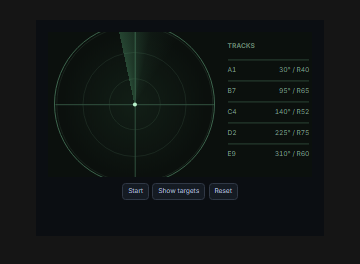 TRACKS
A1 30° / R40
B7 95° / R65
C4 140° / R52
D2 225° / R75
E9 310° / R60
Start Show targets Reset